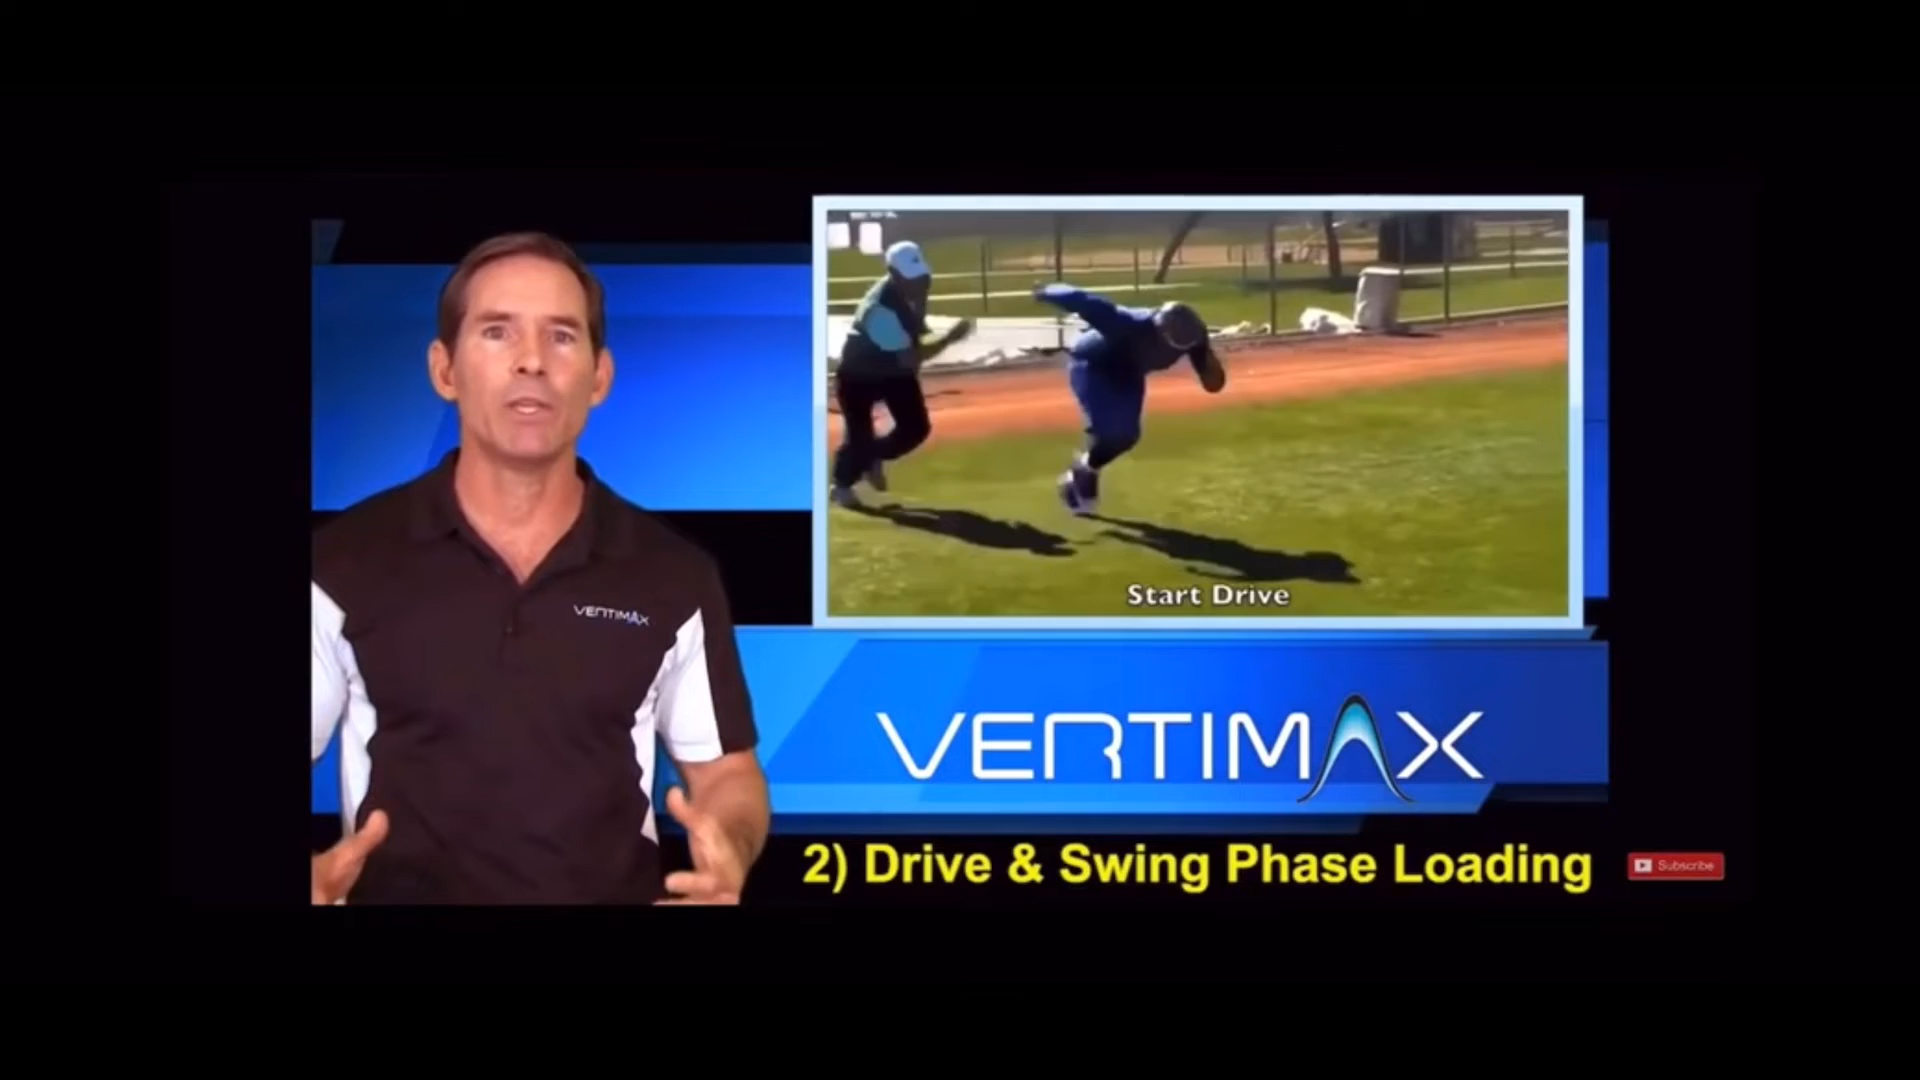 VERTIMAX
Start Drive
VERTIMAX
2) Drive & Swing Phase Loading
Subscribe